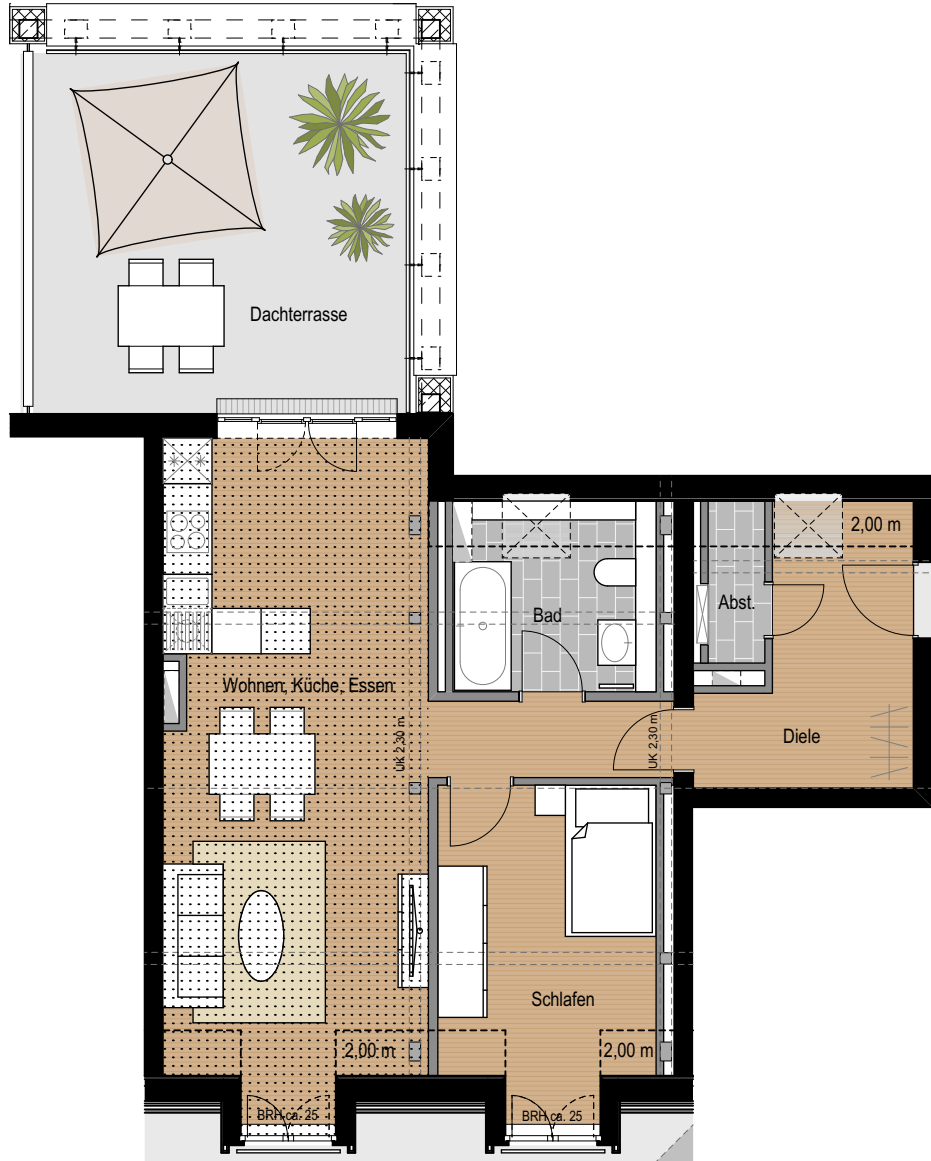 Dachterrasse
2,00 m
Abst.
Bad
Wohnen, Küche, Essen
UK 2,30 m
UK 2,30 m
Diele
Schlafen
2,00 m
2,00 m
BRH ca. 25
BRH ca. 25